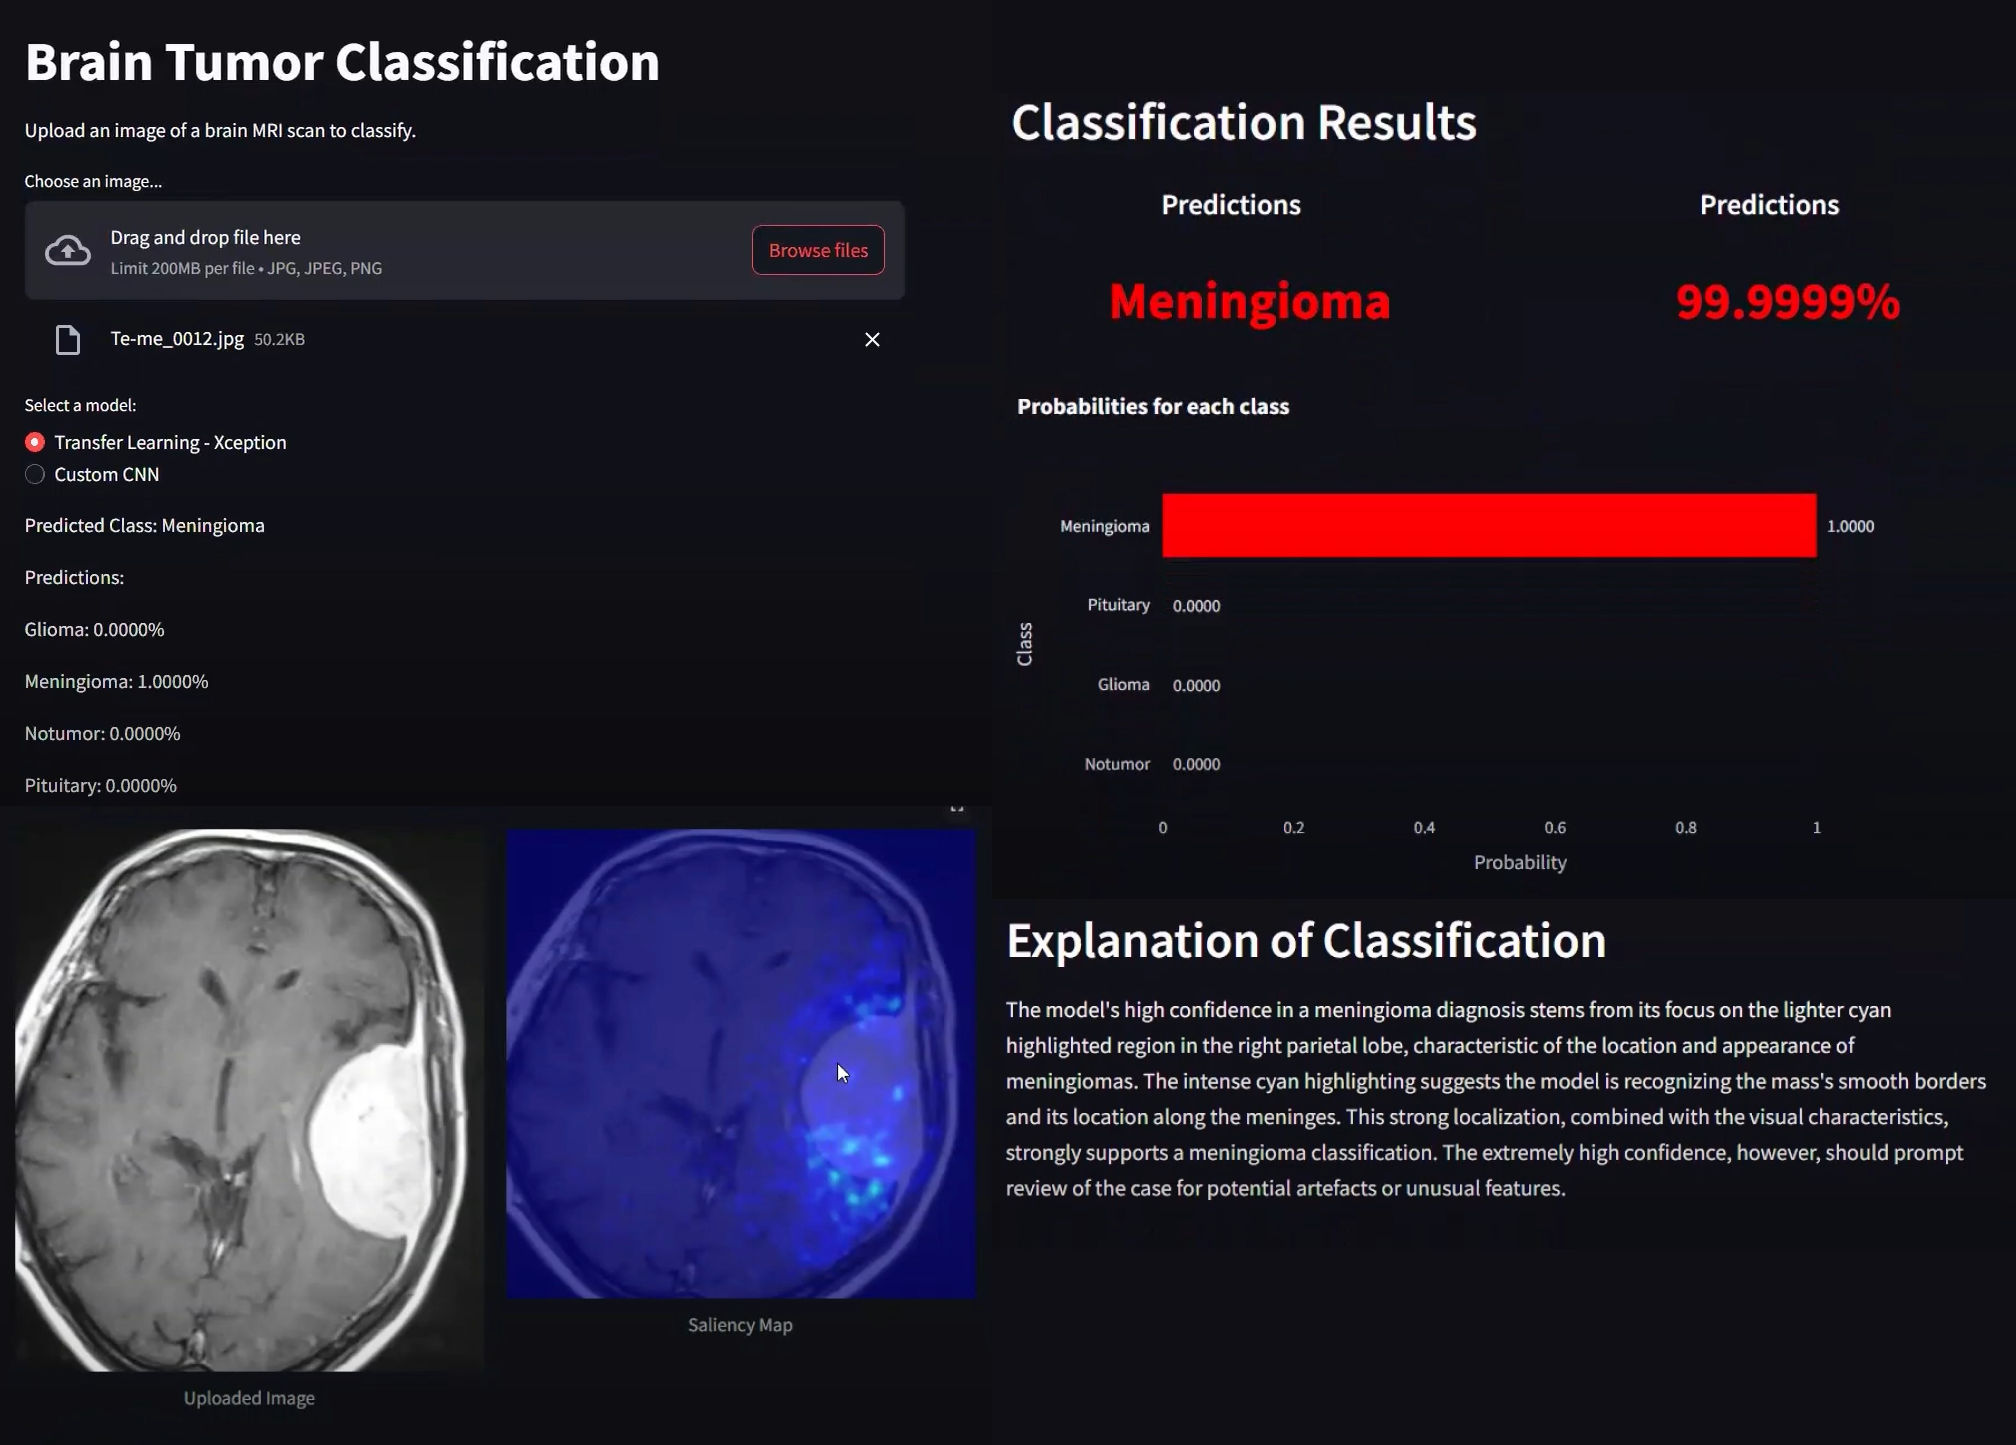 Brain Tumor Classification
Upload an image of a brain MRI scan to classify.
Choose an image...
Drag and drop file here
Limit 200MB per file • JPG, JPEG, PNG
Browse files
Te-me_0012.jpg 50.2KB
Select a model:
Transfer Learning - Xception
Custom CNN
Predicted Class: Meningioma
Predictions:
Glioma: 0.0000%
Meningioma: 1.0000%
Notumor: 0.0000%
Pituitary: 0.0000%
Uploaded Image
Saliency Map
Classification Results
Predictions
Meningioma
Predictions
99.9999%
Probabilities for each class
Class
Meningioma 1.0000
Pituitary 0.0000
Glioma 0.0000
Notumor 0.0000
0 0.2 0.4 0.6 0.8 1
Probability
Explanation of Classification
The model's high confidence in a meningioma diagnosis stems from its focus on the lighter cyan
highlighted region in the right parietal lobe, characteristic of the location and appearance of
meningiomas. The intense cyan highlighting suggests the model is recognizing the mass's smooth borders
and its location along the meninges. This strong localization, combined with the visual characteristics,
strongly supports a meningioma classification. The extremely high confidence, however, should prompt
review of the case for potential artefacts or unusual features.